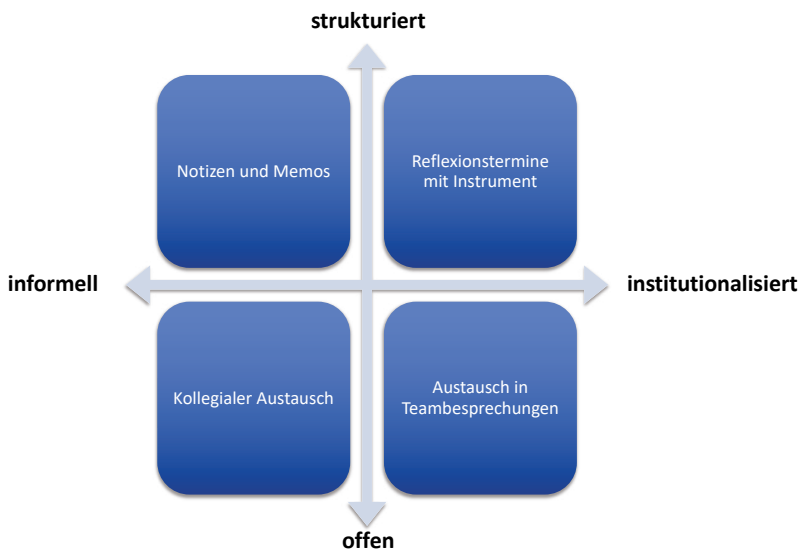 strukturiert
Notizen und Memos
Reflexionstermine
mit Instrument
informell
institutionalisiert
Kollegialer Austausch
Austausch in
Teambesprechungen
offen